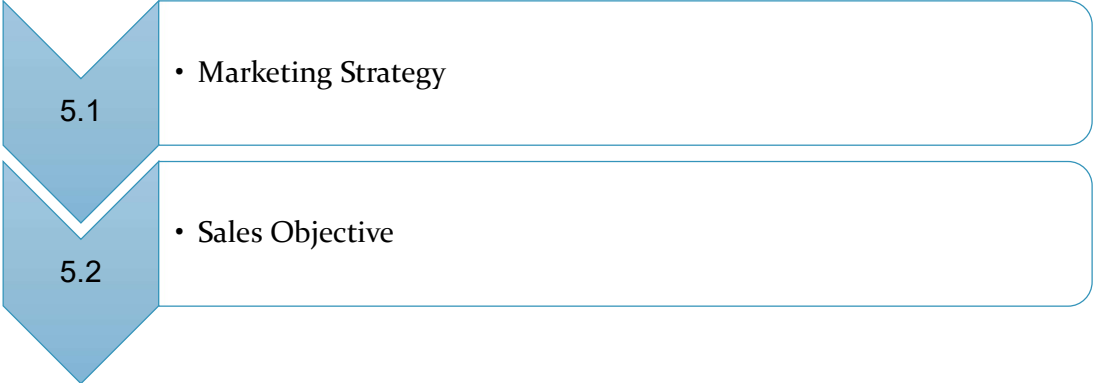 5.1
• Marketing Strategy
5.2
• Sales Objective